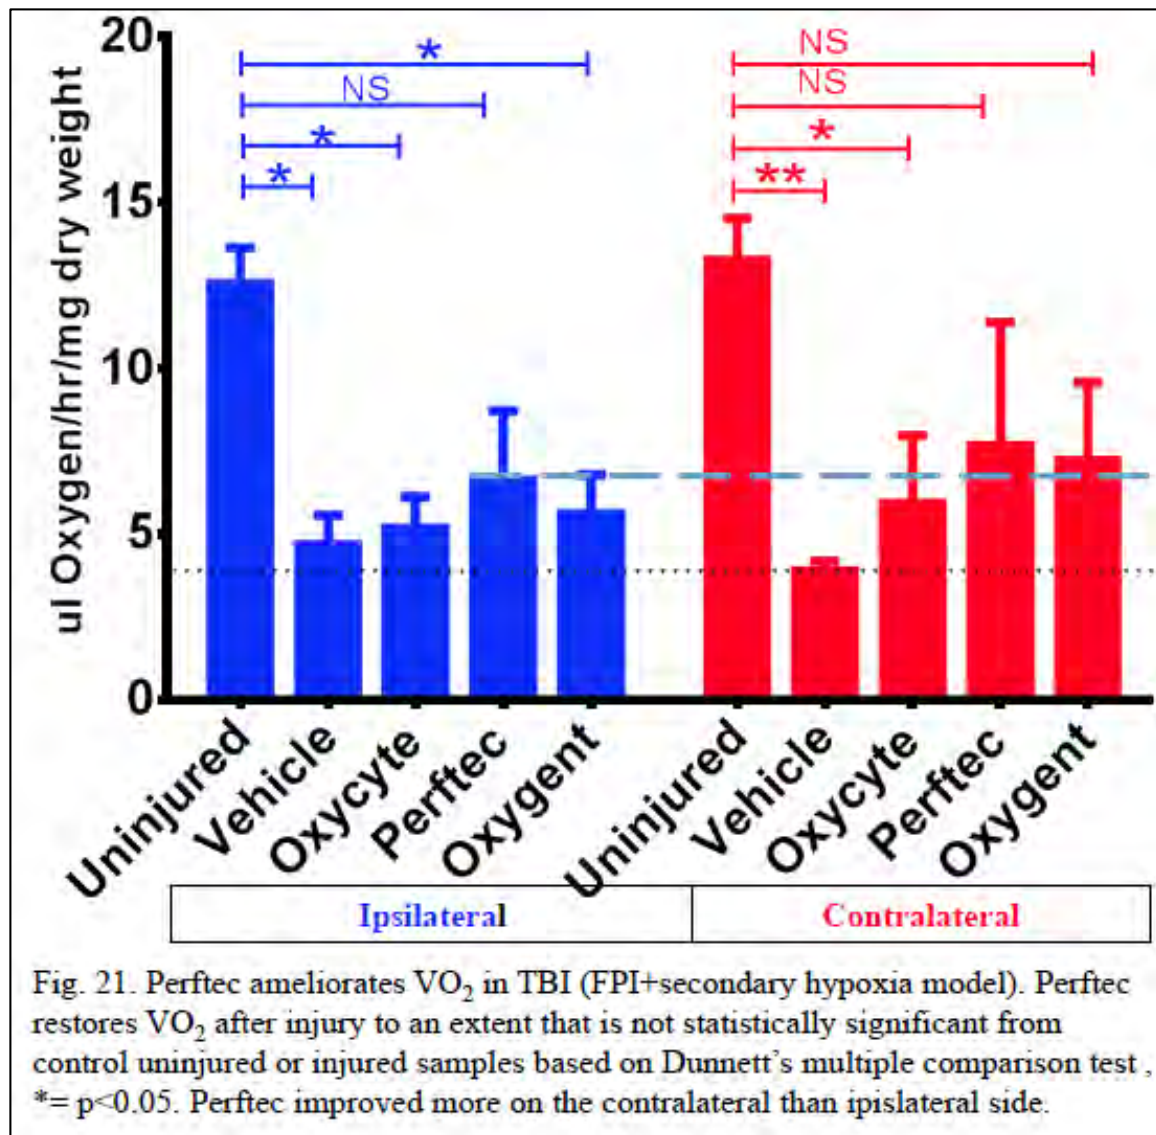 20
15
10
5
0
ul Oxygen/hr/mg dry weight
*
NS
*
*
NS
NS
*
**
Uninjured
Vehicle
Oxycyte
Perftec
Oxygent
Uninjured
Vehicle
Oxycyte
Perftec
Oxygent
Ipsilateral
Contralateral
Fig. 21. Perftec ameliorates VO₂ in TBI (FPI+secondary hypoxia model). Perftec
restores VO₂ after injury to an extent that is not statistically significant from
control uninjured or injured samples based on Dunnett’s multiple comparison test ,
*= p<0.05. Perftec improved more on the contralateral than ipislateral side.